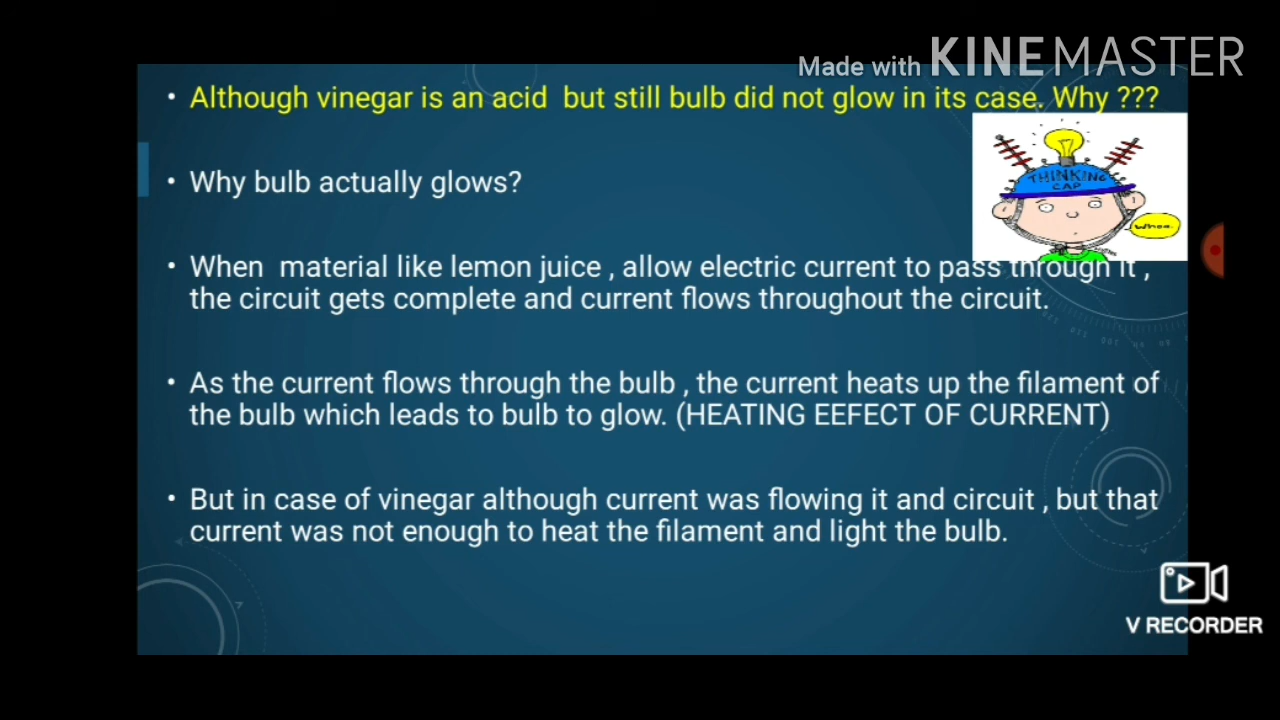 Made with KINEMASTER
• Although vinegar is an acid but still bulb did not glow in its case. Why ???
THINKING
CAP
Whoa.
• Why bulb actually glows?
• When material like lemon juice , allow electric current to pass through it ,
the circuit gets complete and current flows throughout the circuit.
• As the current flows through the bulb , the current heats up the filament of
the bulb which leads to bulb to glow. (HEATING EEFECT OF CURRENT)
• But in case of vinegar although current was flowing it and circuit , but that
current was not enough to heat the filament and light the bulb.
V RECORDER